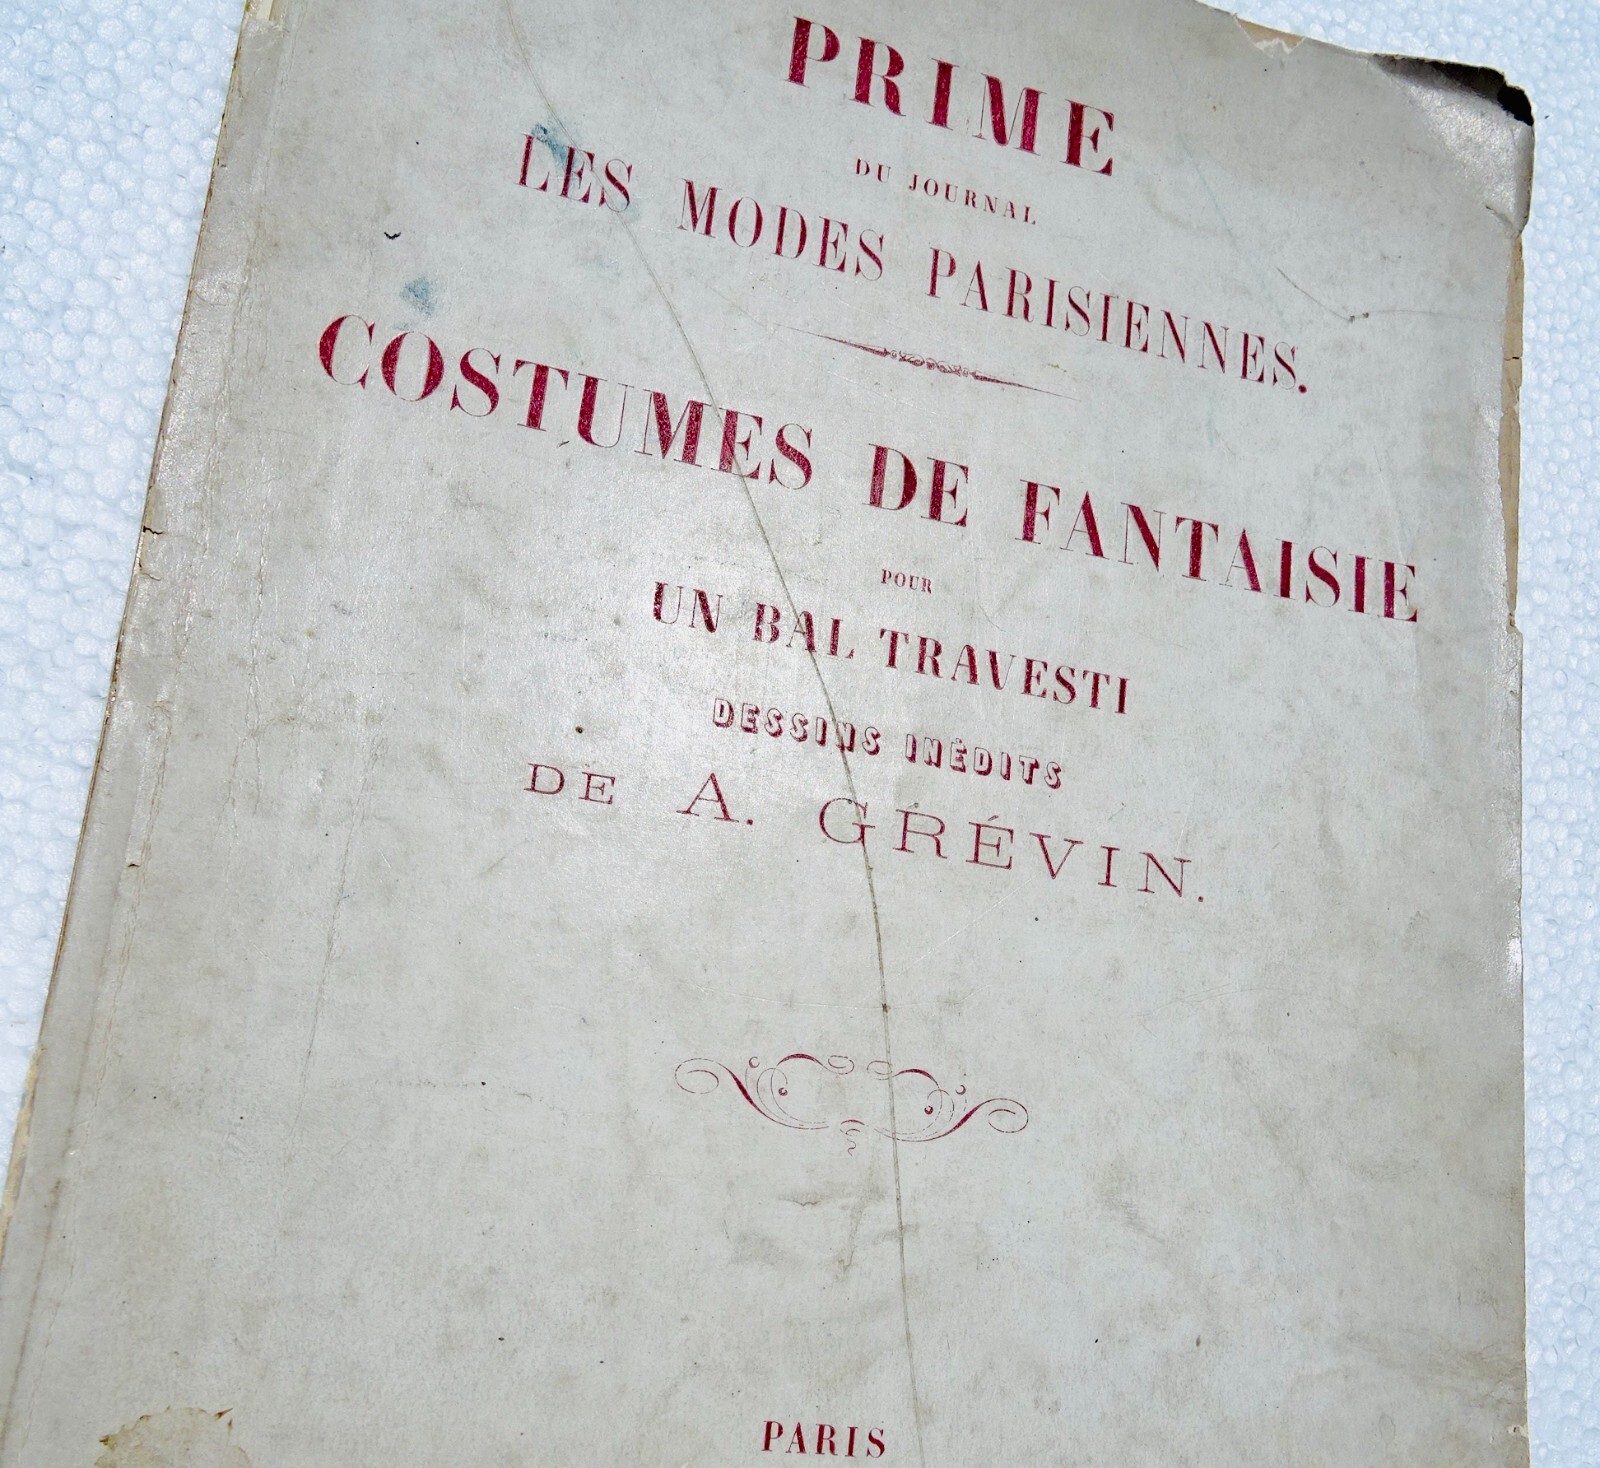 PRIME
DU JOURNAL
LES MODES PARISIENNES.
COSTUMES DE FANTAISIE
POUR
UN BAL TRAVESTI
DESSINS INÉDITS
DE A. GRÉVIN.
PARIS